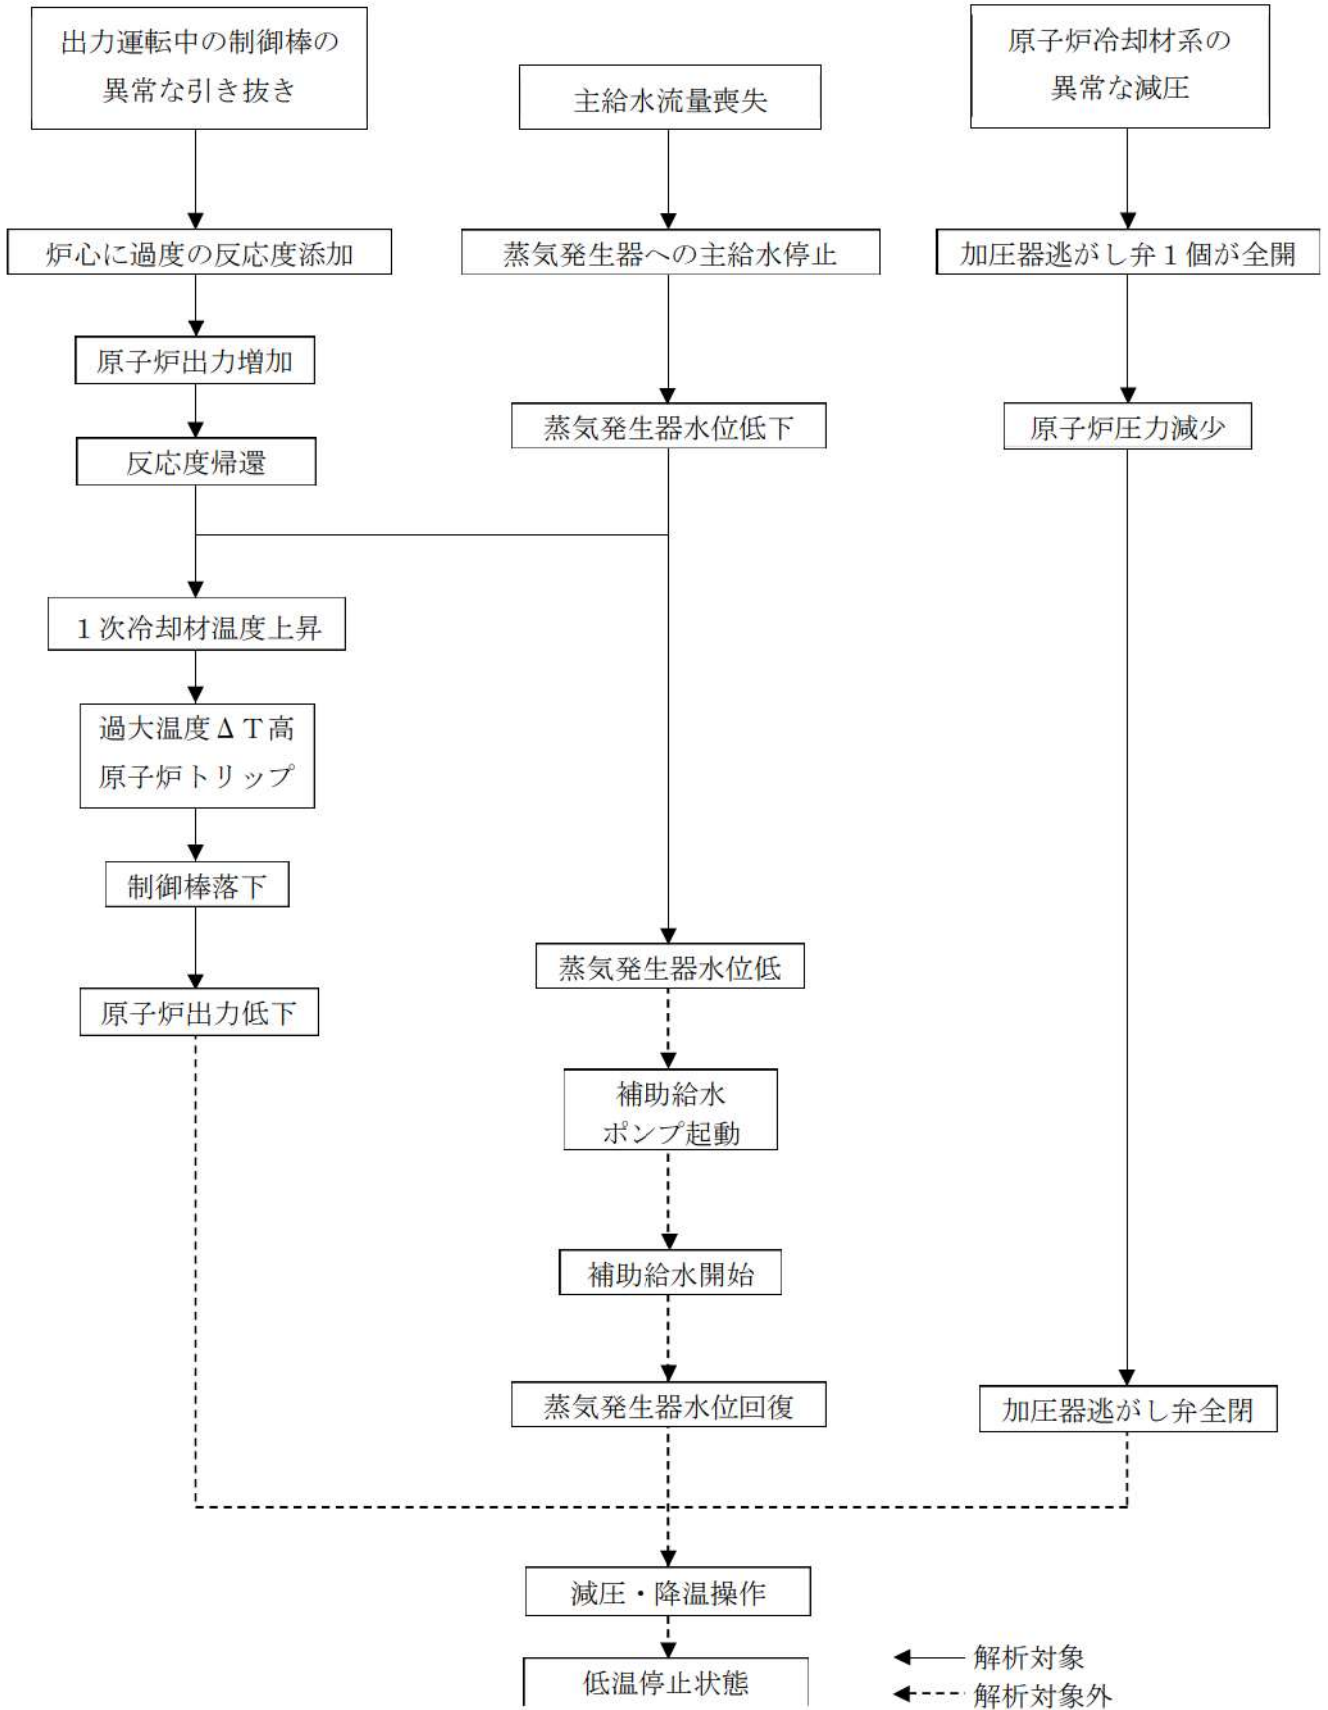 出力運転中の制御棒の
異常な引き抜き
主給水流量喪失
原子炉冷却材系の
異常な減圧
炉心に過度の反応度添加
蒸気発生器への主給水停止
加圧器逃がし弁１個が全開
原子炉出力増加
蒸気発生器水位低下
原子炉圧力減少
反応度帰還
１次冷却材温度上昇
過大温度ΔＴ高
原子炉トリップ
制御棒落下
蒸気発生器水位低
原子炉出力低下
補助給水
ポンプ起動
補助給水開始
蒸気発生器水位回復
加圧器逃がし弁全閉
減圧・降温操作
低温停止状態
解析対象
解析対象外